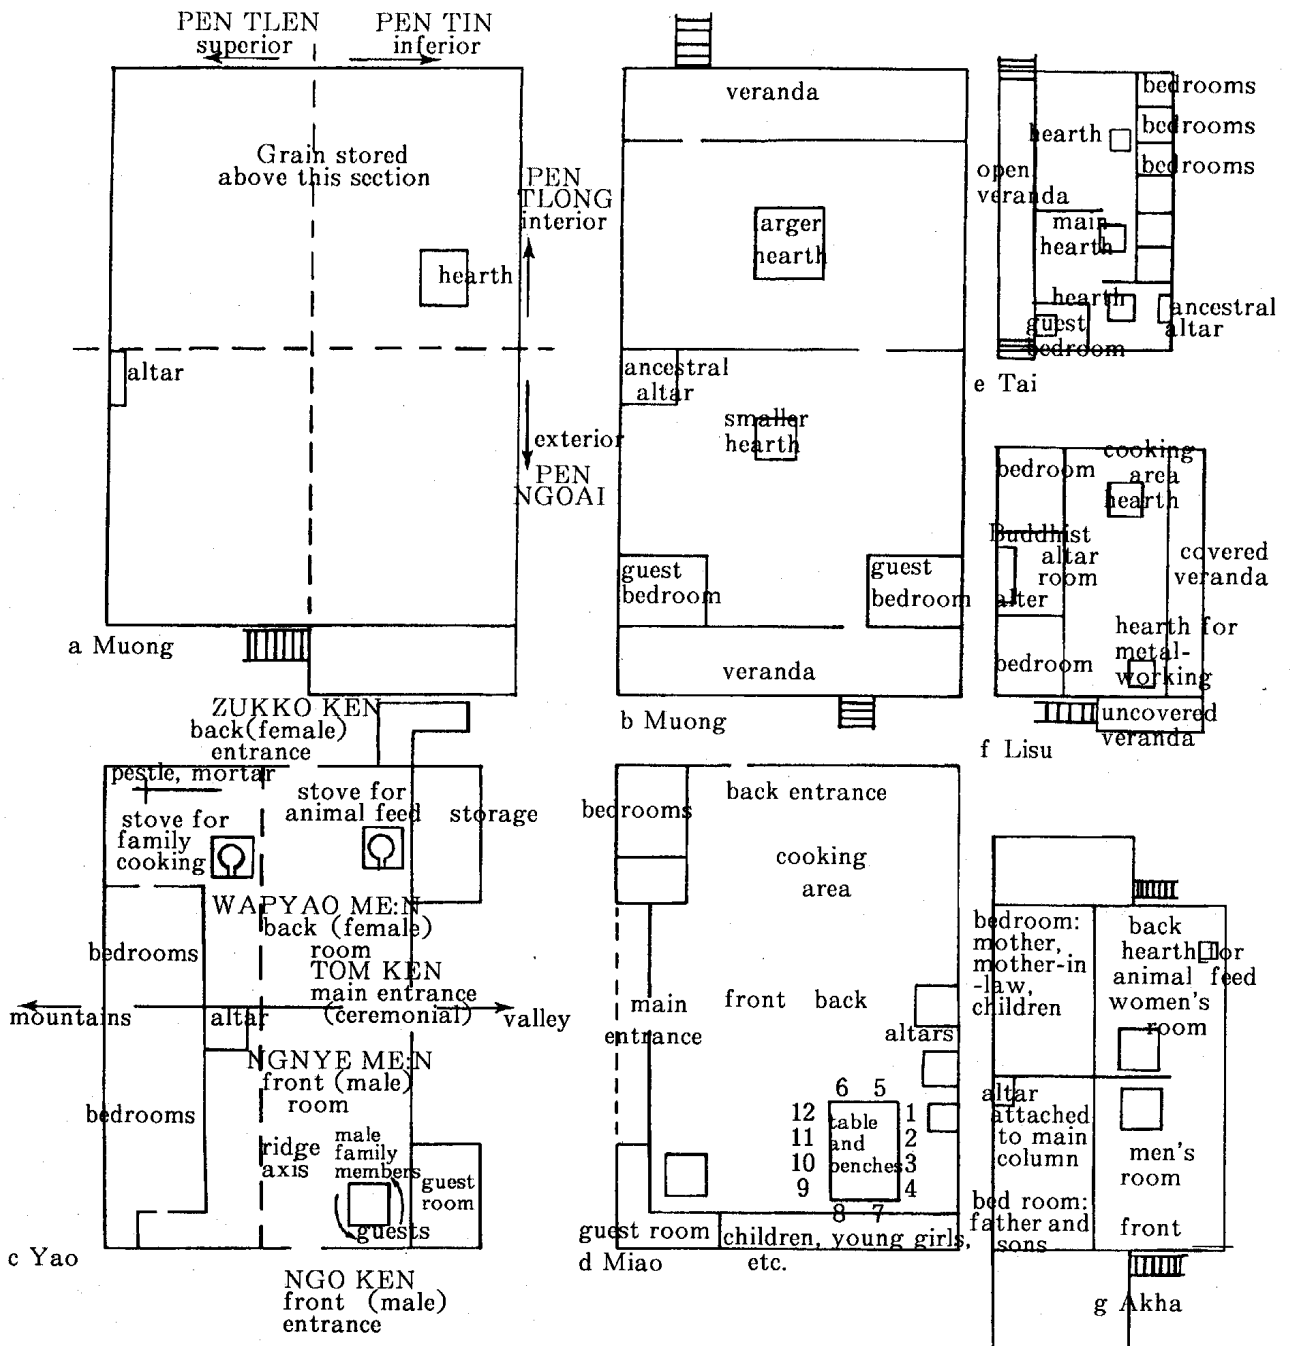 PEN TLEN
superior
PEN TIN
inferior
Grain stored
above this section
PEN
TLONG
interior
hearth
altar
exterior
PEN
NGOAI
a Muong
veranda
larger
hearth
ancestral
altar
smaller
hearth
guest
bedroom
guest
bedroom
veranda
b Muong
bedrooms
bedrooms
bedrooms
hearth
open
veranda
main
hearth
hearth
guest
bedroom
ancestral
altar
e Tai
cooking
area
hearth
bedroom
Buddhist
altar
room
alter
covered
veranda
hearth for
metal-
working
bedroom
uncovered
veranda
f Lisu
ZUKKO KEN
back(female)
entrance
pestle, mortar
stove for
family
cooking
stove for
animal feed
storage
WAPYAO ME:N
back (female)
room
bedrooms
TOM KEN
main entrance
(ceremonial)
mountains
altar
valley
NGNYE ME:N
front (male)
room
bedrooms
ridge
axis
male
family
members
guests
guest
room
c Yao
NGO KEN
front (male)
entrance
bedrooms
back entrance
cooking
area
main
entrance
front back
altars
6 5
12 1
11 2
10 3
9 4
8 7
table
and
benches
guest room
children, young girls,
etc.
d Miao
bedroom:
mother,
mother-in
-law,
children
back
hearth for
animal feed
women's
room
altar
attached
to main
column
men's
room
bed room:
father and
sons
front
g Akha